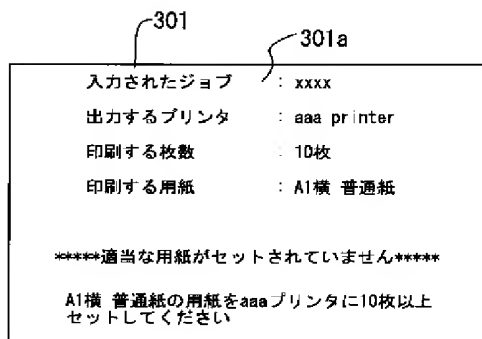 301
301a
入力されたジョブ : xxxx
出力するプリンタ : aaa printer
印刷する枚数 : 10枚
印刷する用紙 : A1横 普通紙
*****適当な用紙がセットされていません*****
A1横 普通紙の用紙をaaaプリンタに10枚以上
セットしてください